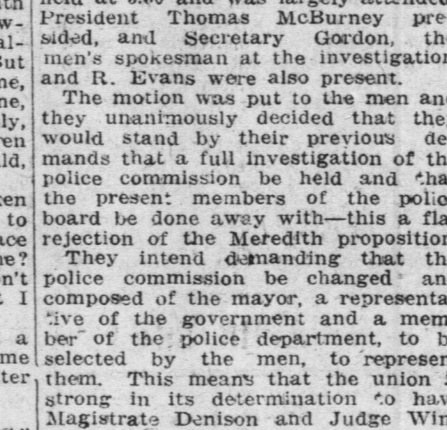 President Thomas McBurney pre-
sided, and Secretary Gordon, th
men's spokesman at the investigatio
and R. Evans were also present.
The motion was put to the men an
they unanimously decided that the
would stand by their previous de
mands that a full investigation of th
police commission be held and tha
the present members of the polic
board be done away with—this a fla
rejection of the Meredith proposition
They intend demanding that th
police commission be changed an
composed of the mayor, a representa
tive of the government and a mem
ber of the police department, to b
selected by the men, to represen
them. This means that the union
strong in its determination to hav
Magistrate Denison and Judge Win